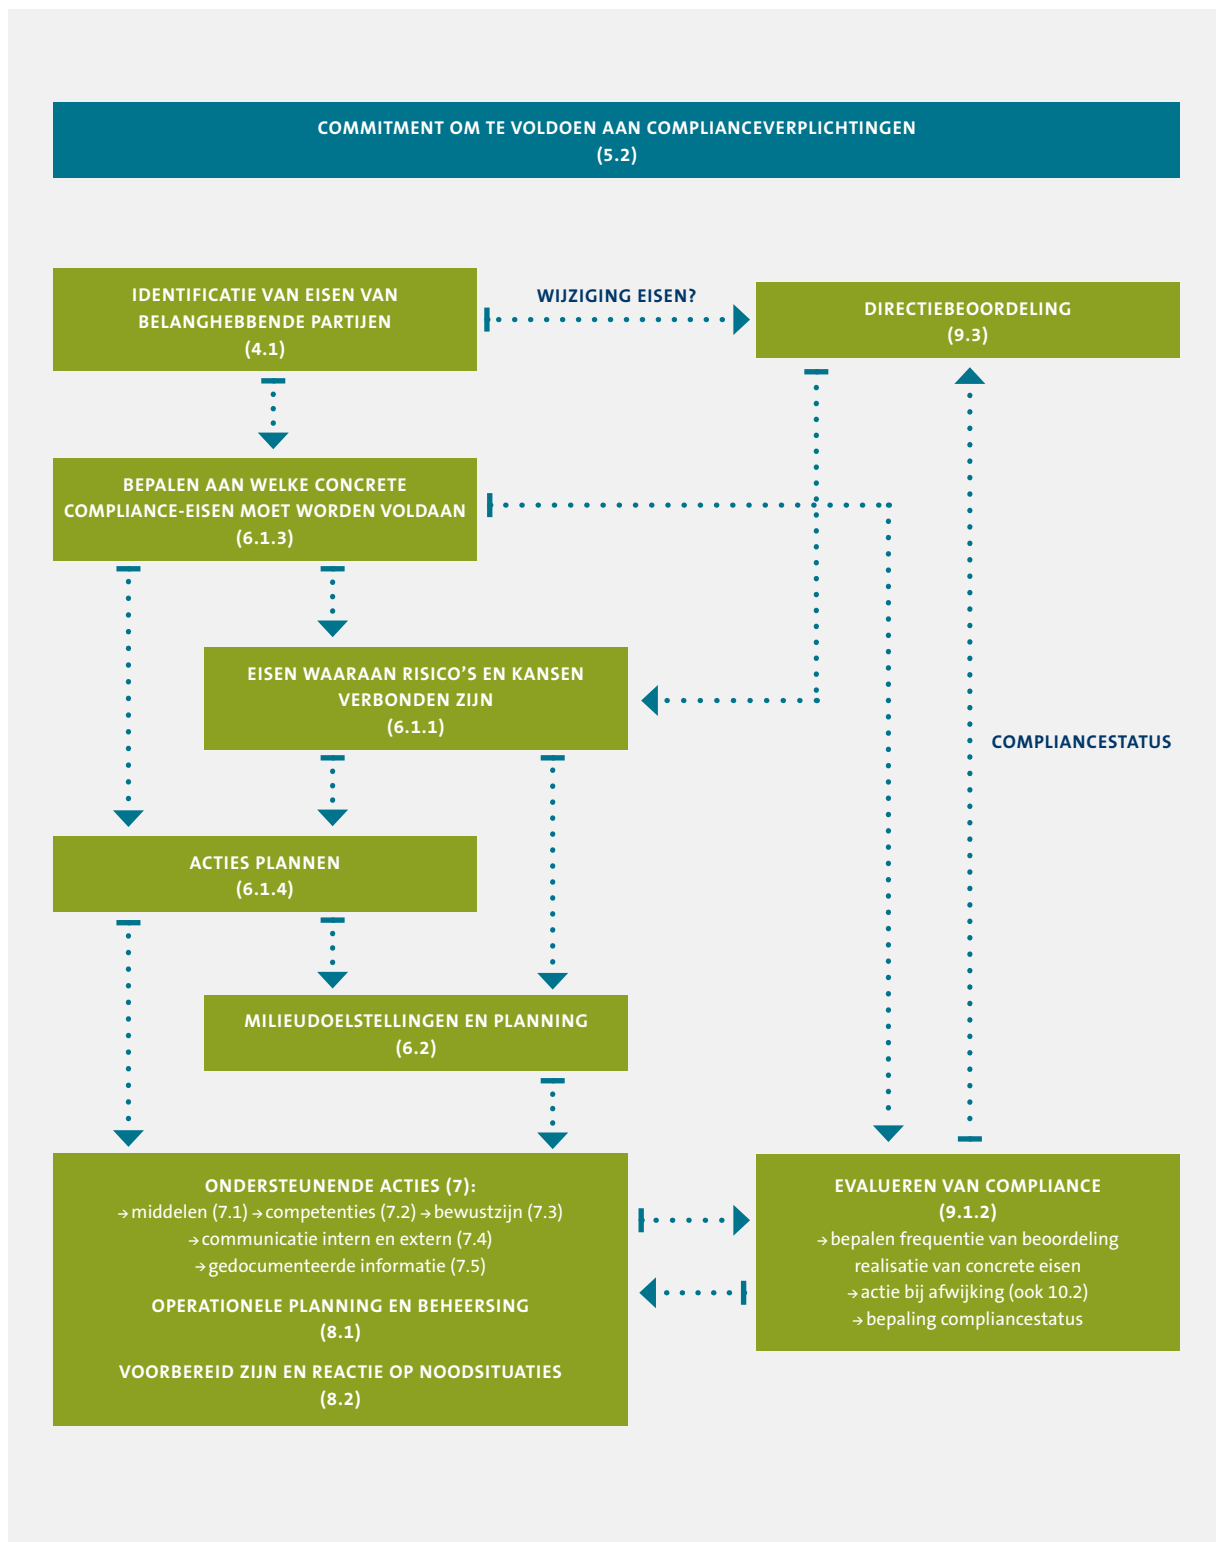 COMMITMENT OM TE VOLDOEN AAN COMPLIANCEVERPLICHTINGEN
(5.2)
IDENTIFICATIE VAN EISEN VAN
BELANGHEBBENDE PARTIJEN
(4.1)
WIJZIGING EISEN?
DIRECTIEBEOORDELING
(9.3)
BEPALEN AAN WELKE CONCRETE
COMPLIANCE-EISEN MOET WORDEN VOLDAAN
(6.1.3)
EISEN WAARAAN RISICO’S EN KANSEN
VERBONDEN ZIJN
(6.1.1)
COMPLIANCESTATUS
ACTIES PLANNEN
(6.1.4)
MILIEUDOELSTELLINGEN EN PLANNING
(6.2)
ONDERSTEUNENDE ACTIES (7):
→ middelen (7.1) → competenties (7.2) → bewustzijn (7.3)
→ communicatie intern en extern (7.4)
→ gedocumenteerde informatie (7.5)
OPERATIONELE PLANNING EN BEHEERSING
(8.1)
VOORBEREID ZIJN EN REACTIE OP NOODSITUATIES
(8.2)
EVALUEREN VAN COMPLIANCE
(9.1.2)
→ bepalen frequentie van beoordeling
realisatie van concrete eisen
→ actie bij afwijking (ook 10.2)
→ bepaling compliancestatus